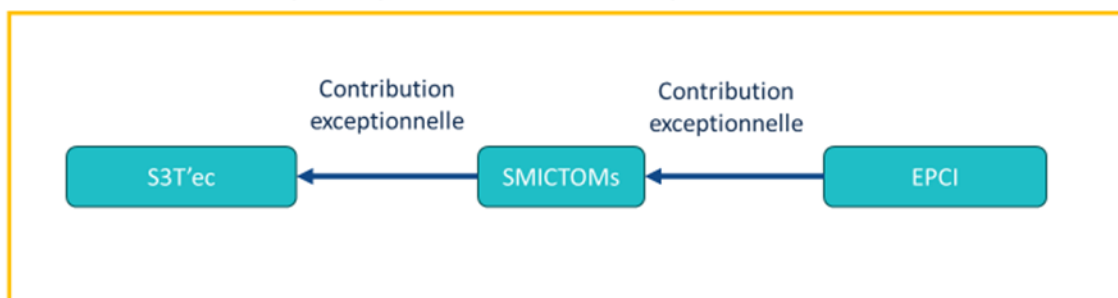 Contribution
exceptionnelle
Contribution
exceptionnelle
S3T'ec
SMICTOMs
EPCI